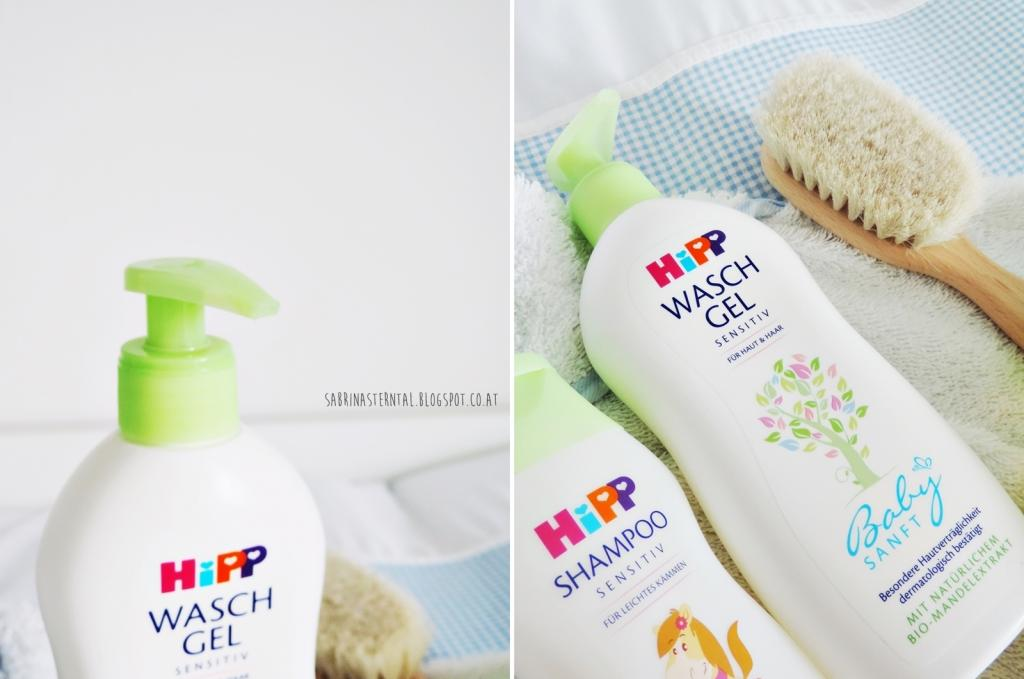 SABRINASTERNTAL.BLOGSPOT.CO.AT
HiPP
WASCH
GEL
SENSITIV
HiPP
WASCH
GEL
SENSITIV
FÜR HAUT & HAAR
Baby
SANFT
Besondere Hautverträglichkeit
dermatologisch bestätigt
MIT NATÜRLICHEM
BIO-MANDELEXTRAKT
HiPP
SHAMPOO
SENSITIV
FÜR LEICHTES KÄMMEN